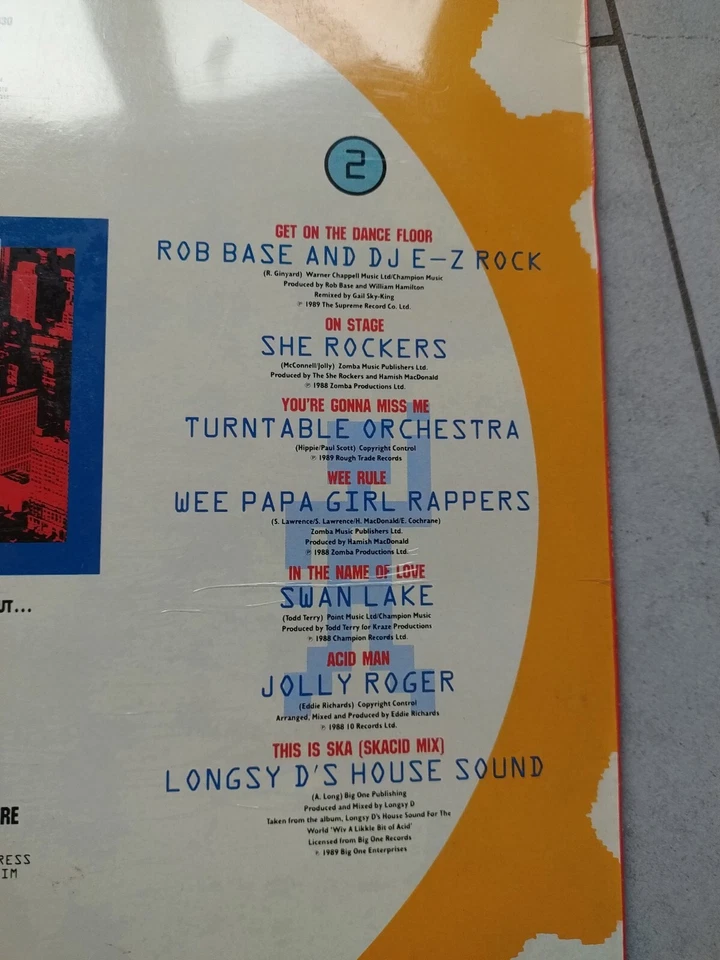 2
GET ON THE DANCE FLOOR
ROB BASE AND DJ E-Z ROCK
(R. Ginyard) Warner Chappell Music Ltd/Champion Music
Produced by Rob Base and William Hamilton
Remixed by Gail Sky-King
℗ 1989 The Supreme Record Co. Ltd.
ON STAGE
SHE ROCKERS
(McConnell/Jolly) Zomba Music Publishers Ltd.
Produced by The She Rockers and Hamish MacDonald
℗ 1988 Zomba Productions Ltd.
YOU'RE GONNA MISS ME
TURNTABLE ORCHESTRA
(Hippie/Paul Scott) Copyright Control
℗ 1989 Rough Trade Records
WEE RULE
WEE PAPA GIRL RAPPERS
(S. Lawrence/S. Lawrence/H. MacDonald/E. Cochrane)
Zomba Music Publishers Ltd.
Produced by Hamish MacDonald
℗ 1988 Zomba Productions Ltd.
IN THE NAME OF LOVE
SWAN LAKE
(Todd Terry) Point Music Ltd/Champion Music
Produced by Todd Terry for Kraze Productions
℗ 1988 Champion Records Ltd.
ACID MAN
JOLLY ROGER
(Eddie Richards) Copyright Control
Arranged, Mixed and Produced by Eddie Richards
℗ 1988 10 Records Ltd.
THIS IS SKA (SKACID MIX)
LONGSY D'S HOUSE SOUND
(A. Long) Big One Publishing
Produced and Mixed by Longsy D
Taken from the album, Longsy D's House Sound For The
World 'Wiv A Likkle Bit of Acid'
Licensed from Big One Records
℗ 1989 Big One Enterprises
UT...
RE
RESS
IM